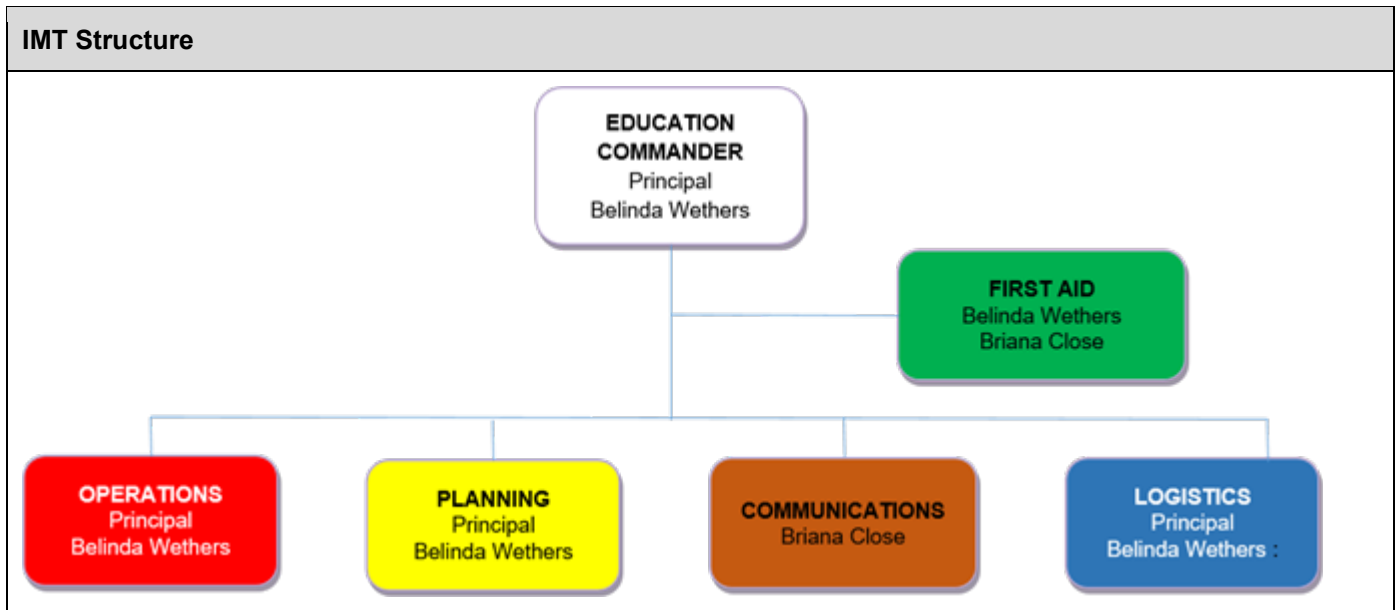 IMT Structure
EDUCATION
COMMANDER
Principal
Belinda Wethers
FIRST AID
Belinda Wethers
Briana Close
OPERATIONS
Principal
Belinda Wethers
PLANNING
Principal
Belinda Wethers
COMMUNICATIONS
Briana Close
LOGISTICS
Principal
Belinda Wethers :